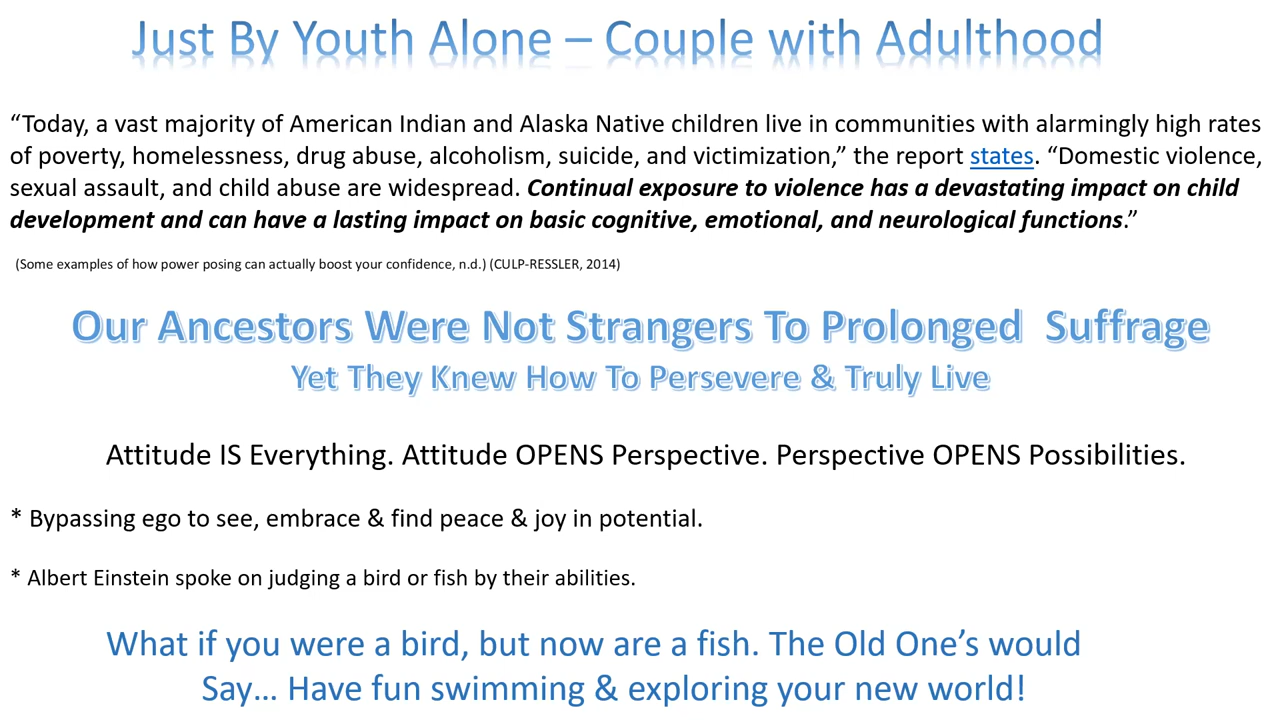 Just By Youth Alone – Couple with Adulthood
“Today, a vast majority of American Indian and Alaska Native children live in communities with alarmingly high rates
of poverty, homelessness, drug abuse, alcoholism, suicide, and victimization,” the report states. “Domestic violence,
sexual assault, and child abuse are widespread. Continual exposure to violence has a devastating impact on child
development and can have a lasting impact on basic cognitive, emotional, and neurological functions.”
(Some examples of how power posing can actually boost your confidence, n.d.) (CULP-RESSLER, 2014)
Our Ancestors Were Not Strangers To Prolonged  Suffrage
Yet They Knew How To Persevere & Truly Live
Attitude IS Everything. Attitude OPENS Perspective. Perspective OPENS Possibilities.
* Bypassing ego to see, embrace & find peace & joy in potential.
* Albert Einstein spoke on judging a bird or fish by their abilities.
What if you were a bird, but now are a fish. The Old One’s would
Say… Have fun swimming & exploring your new world!